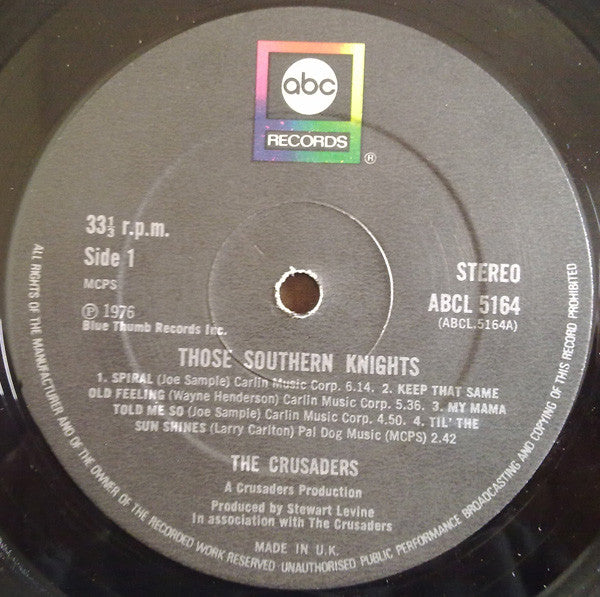 abc
RECORDS
®
33⅓ r.p.m.
Side 1
MCPS
℗ 1976
Blue Thumb Records Inc.
STEREO
ABCL 5164
(ABCL.5164A)
THOSE SOUTHERN KNIGHTS
1. SPIRAL (Joe Sample) Carlin Music Corp. 6.14. 2. KEEP THAT SAME
OLD FEELING (Wayne Henderson) Carlin Music Corp. 5.36. 3. MY MAMA
TOLD ME SO (Joe Sample) Carlin Music Corp. 4.50. 4. TIL' THE
SUN SHINES (Larry Carlton) Pal Dog Music (MCPS) 2.42
THE CRUSADERS
A Crusaders Production
Produced by Stewart Levine
In association with The Crusaders
MADE IN U.K.
ALL RIGHTS OF THE MANUFACTURER AND OF THE OWNER OF THE RECORDED WORK RESERVED UNAUTHORISED PUBLIC PERFORMANCE BROADCASTING AND COPYING OF THIS RECORD PROHIBITED